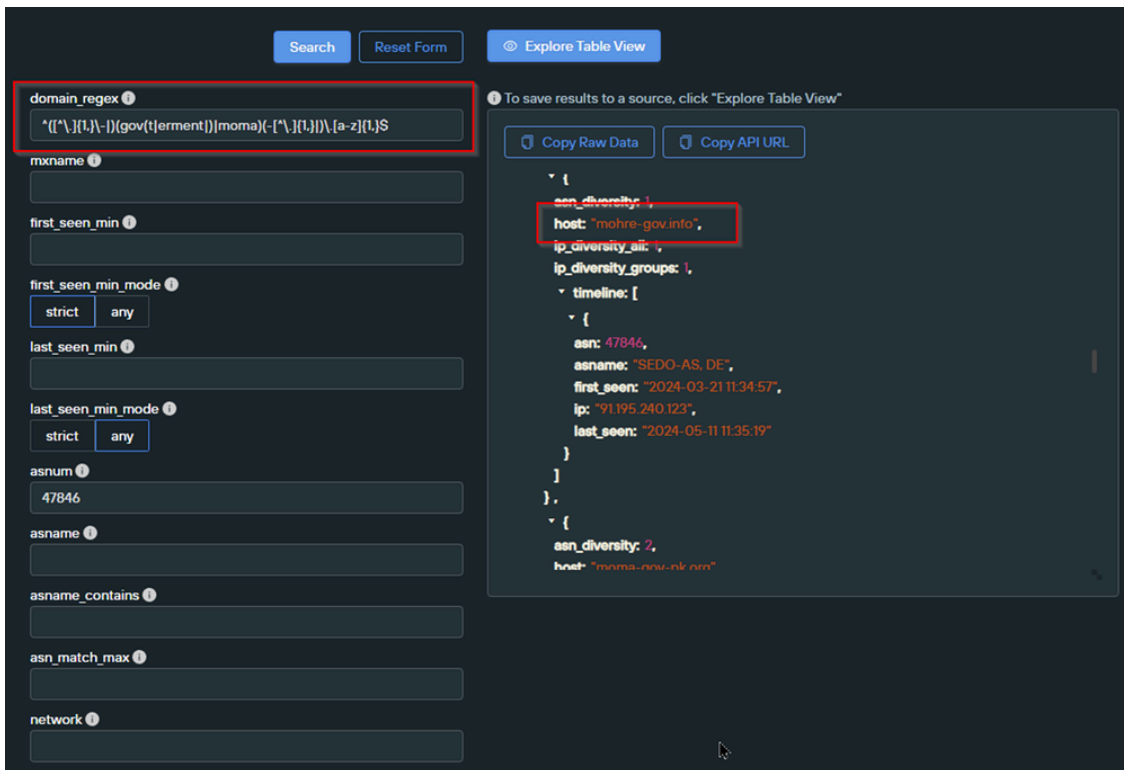 Search
Reset Form
Explore Table View
domain_regex
^([^\.]{1,}\-|)(gov(t|erment|)|moma)(-[^\.]{1,}|)\.[a-z]{1,}$
mxname
first_seen_min
first_seen_min_mode
strict
any
last_seen_min
last_seen_min_mode
strict
any
asnum
47846
asname
asname_contains
asn_match_max
network
To save results to a source, click "Explore Table View"
Copy Raw Data
Copy API URL
{
asn_diversity: 1,
host: "mohre-gov.info",
ip_diversity_all: 1,
ip_diversity_groups: 1,
timeline: [
{
asn: 47846,
asname: "SEDO-AS, DE",
first_seen: "2024-03-21 11:34:57",
ip: "91.195.240.123",
last_seen: "2024-05-11 11:35:19"
}
]
},
{
asn_diversity: 2,
host: "moma-gov-pk.org"